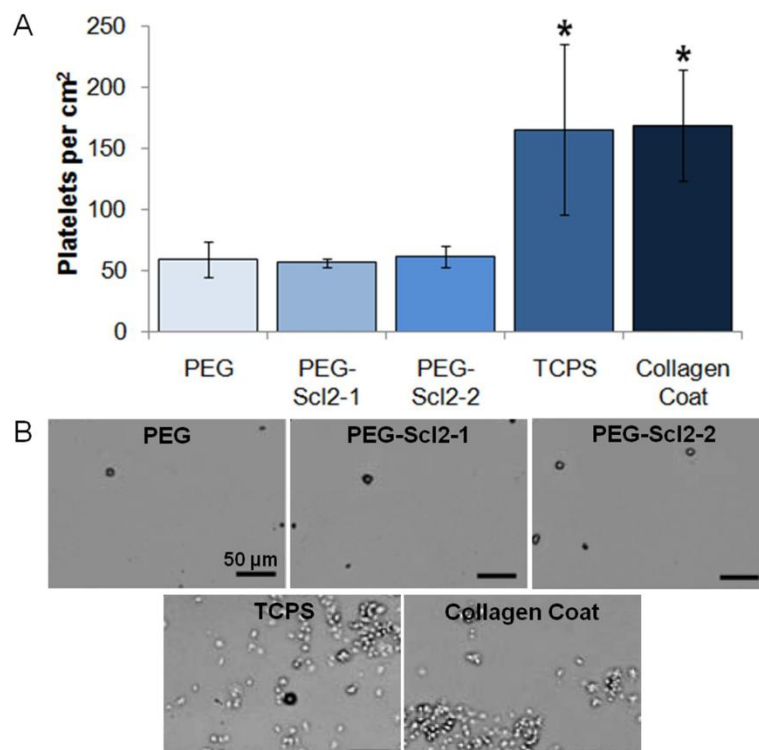 A
250
200
150
100
50
0
Platelets per cm²
*
*
PEG
PEG-
Scl2-1
PEG-
Scl2-2
TCPS
Collagen
Coat
B
PEG
PEG-Scl2-1
PEG-Scl2-2
50 µm
TCPS
Collagen Coat